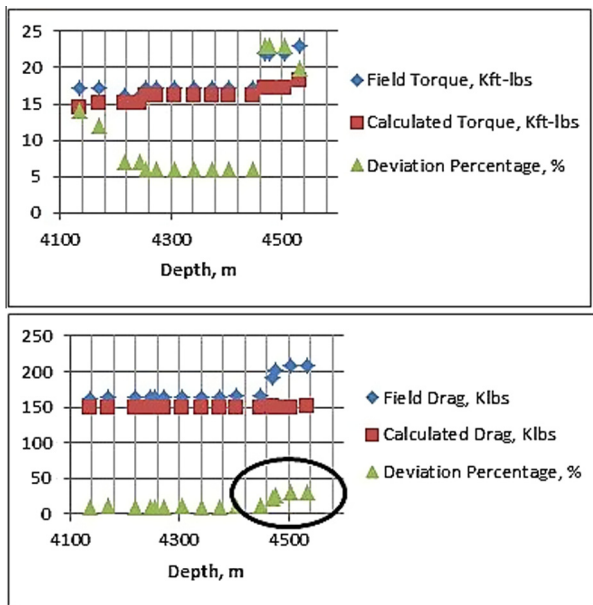 25
20
15
10
5
0
4100 4300 4500
Depth, m
Field Torque, Kft-lbs
Calculated Torque, Kft-lbs
Deviation Percentage, %
250
200
150
100
50
0
4100 4300 4500
Depth, m
Field Drag, Klbs
Calculated Drag, Klbs
Deviation Percentage, %